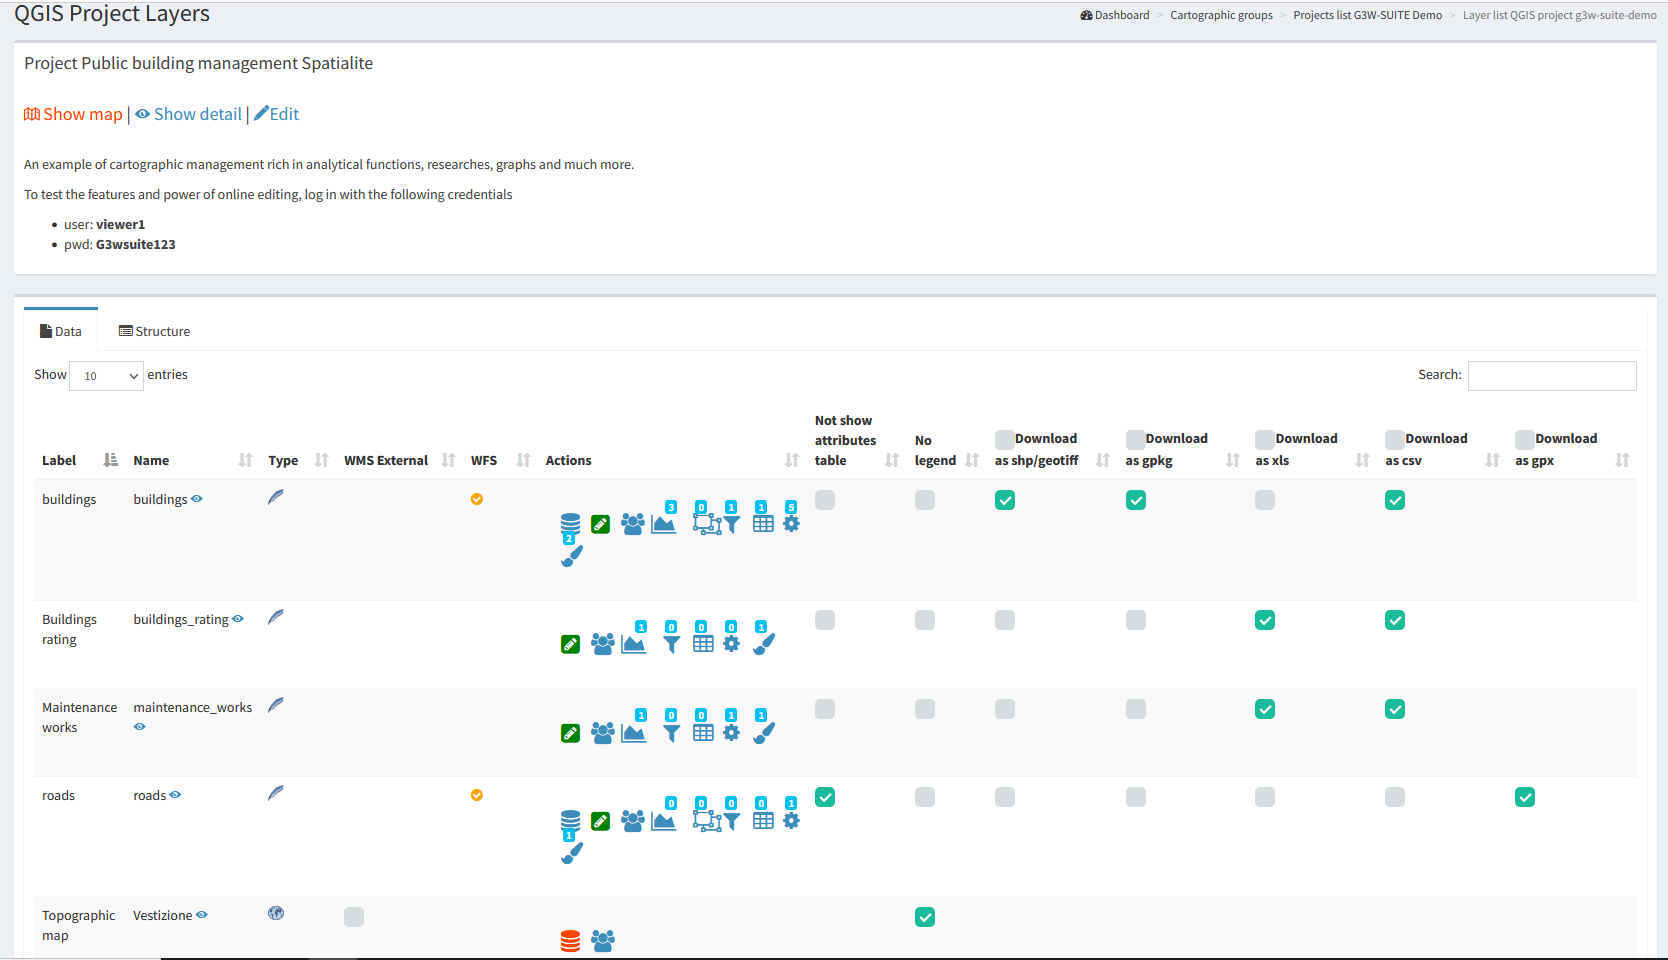 QGIS Project Layers
Dashboard > Cartographic groups > Projects list G3W-SUITE Demo > Layer list QGIS project g3w-suite-demo
Project Public building management Spatialite
Show map | Show detail | Edit
An example of cartographic management rich in analytical functions, researches, graphs and much more.
To test the features and power of online editing, log in with the following credentials
• user: viewer1
• pwd: G3wsuite123
Data Structure
Show 10 entries Search:
Label Name Type WMS External WFS Actions Not show attributes table No legend Download as shp/geotiff Download as gpkg Download as xls Download as csv Download as gpx
buildings buildings
3 0 1 1 5
2
Buildings buildings_rating
rating
1 0 0 0 1
Maintenance maintenance_works
works
1 0 0 1 1
roads roads
0 0 0 0 1
1
Topographic Vestizione
map